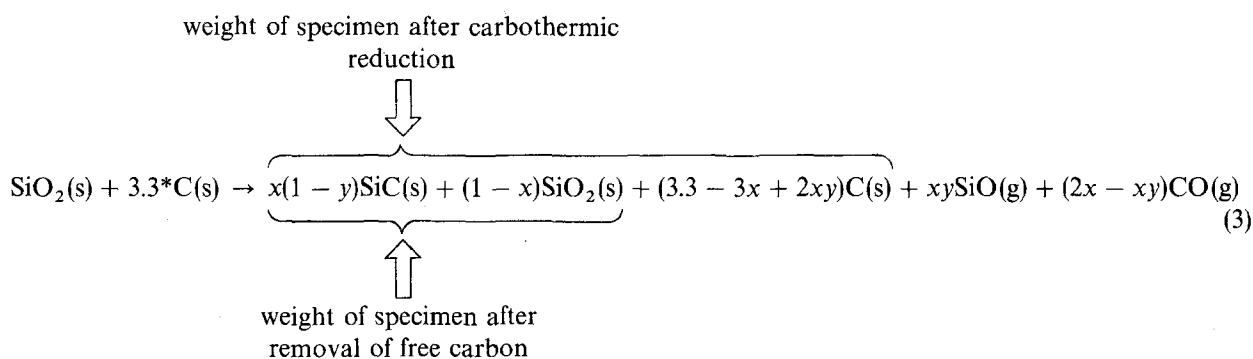 weight of specimen after carbothermic
reduction
SiO₂(s) + 3.3*C(s) → x(1 − y)SiC(s) + (1 − x)SiO₂(s) + (3.3 − 3x + 2xy)C(s) + xySiO(g) + (2x − xy)CO(g)
(3)
weight of specimen after
removal of free carbon